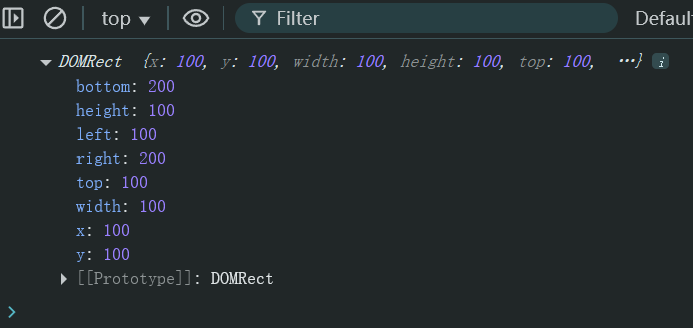 top ▼ Filter Defaul
▼ DOMRect {x: 100, y: 100, width: 100, height: 100, top: 100, …} i
bottom: 200
height: 100
left: 100
right: 200
top: 100
width: 100
x: 100
y: 100
▶ [[Prototype]]: DOMRect
>